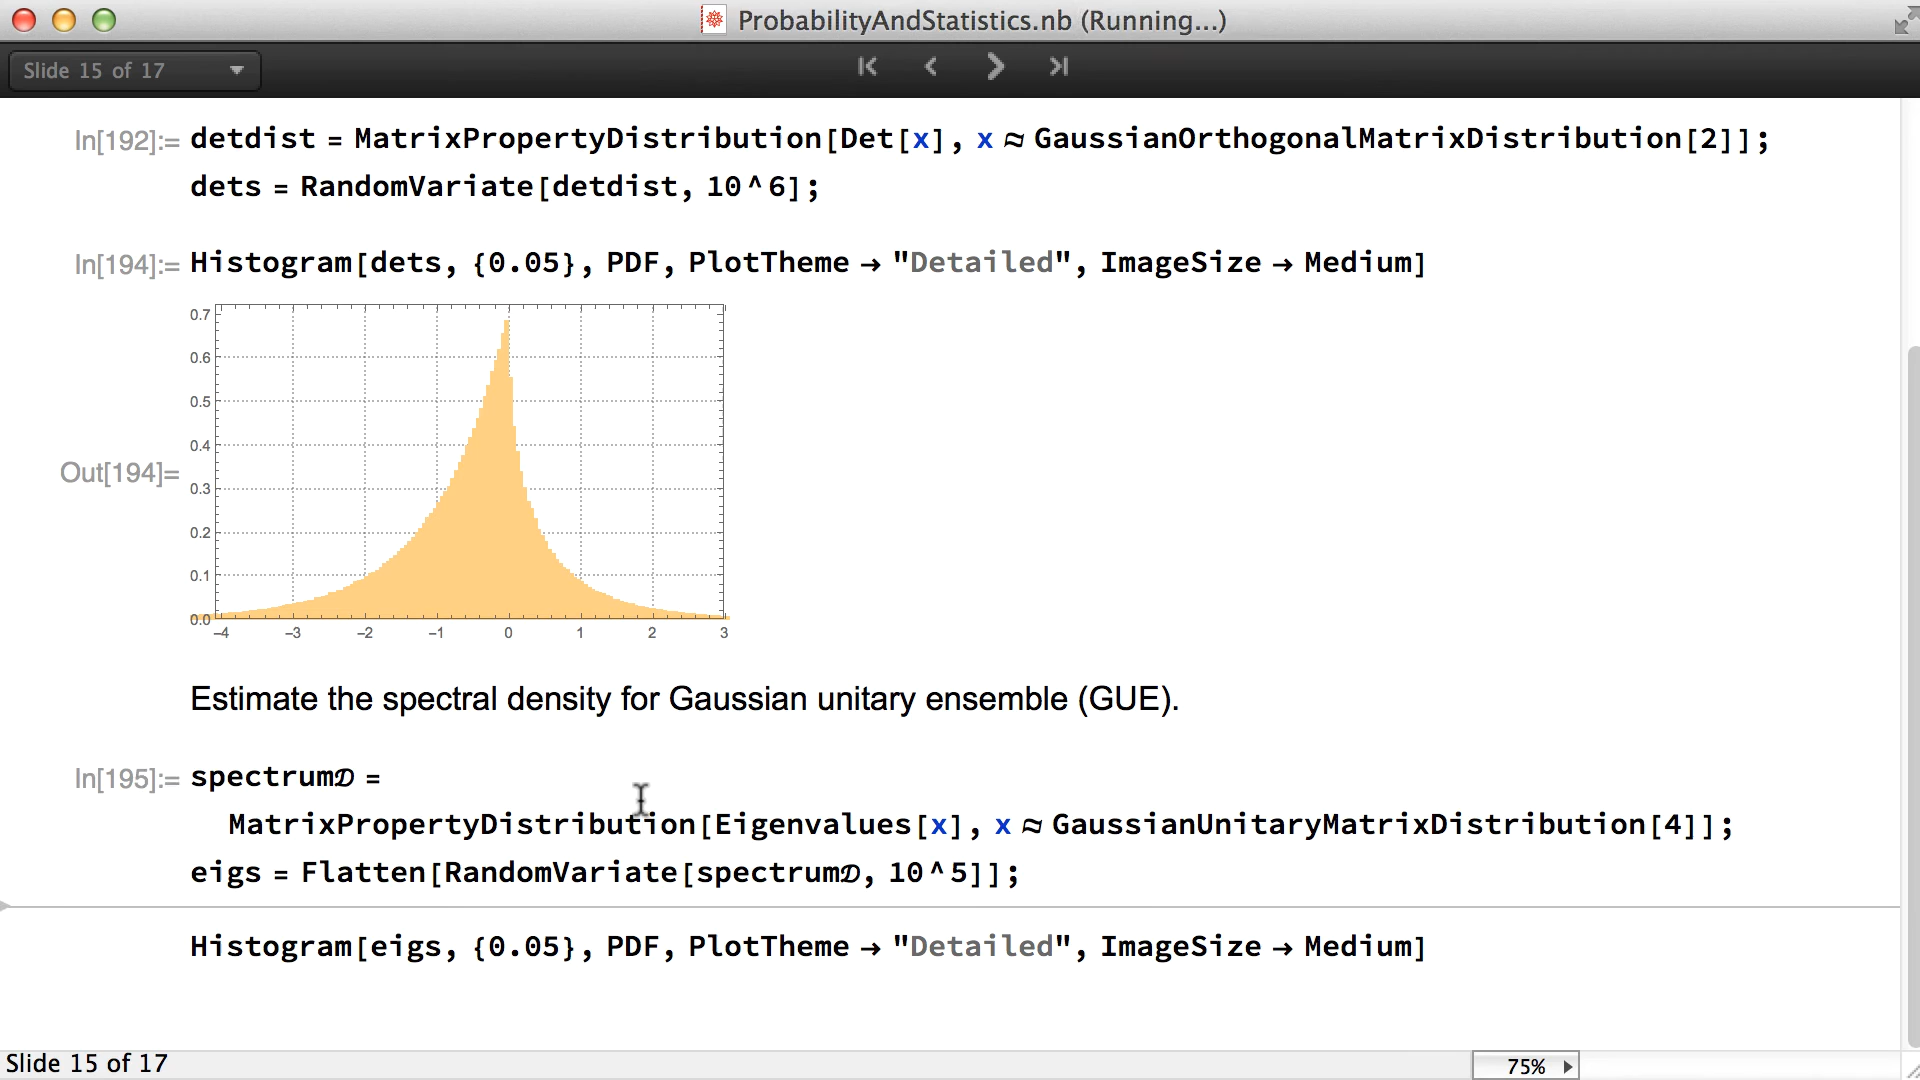 ProbabilityAndStatistics.nb (Running...)
Slide 15 of 17
In[192]:= detdist = MatrixPropertyDistribution[Det[x], x ≈ GaussianOrthogonalMatrixDistribution[2]];
dets = RandomVariate[detdist, 10^6];
In[194]:= Histogram[dets, {0.05}, PDF, PlotTheme → "Detailed", ImageSize → Medium]
0.7
0.6
0.5
0.4
Out[194]=
0.3
0.2
0.1
0.0
-4 -3 -2 -1 0 1 2 3
Estimate the spectral density for Gaussian unitary ensemble (GUE).
In[195]:= spectrum𝒟 =
MatrixPropertyDistribution[Eigenvalues[x], x ≈ GaussianUnitaryMatrixDistribution[4]];
eigs = Flatten[RandomVariate[spectrum𝒟, 10^5]];
Histogram[eigs, {0.05}, PDF, PlotTheme → "Detailed", ImageSize → Medium]
Slide 15 of 17
75%